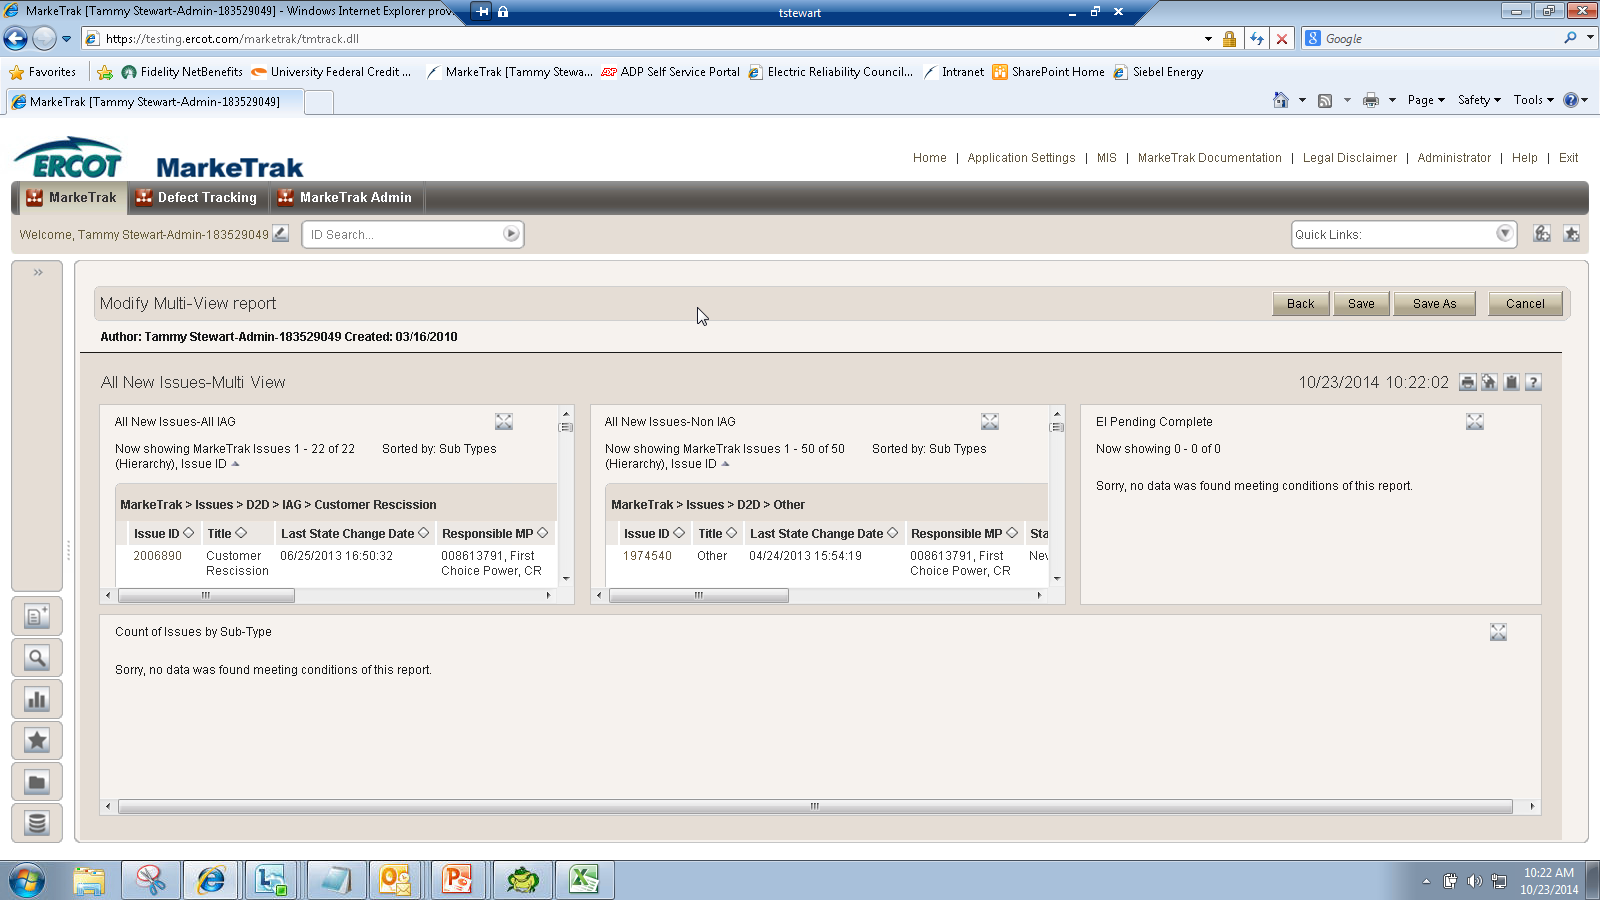 MarkeTrak [Tammy Stewart-Admin-183529049] - Windows Internet Explorer prov
tstewart
https://testing.ercot.com/marketrak/tmtrack.dll
Google
Favorites
Fidelity NetBenefits
University Federal Credit ...
MarkeTrak [Tammy Stewa...
ADP Self Service Portal
Electric Reliability Council...
Intranet
SharePoint Home
Siebel Energy
MarkeTrak [Tammy Stewart-Admin-183529049]
Page
Safety
Tools
ERCOT
MarkeTrak
Home | Application Settings | MIS | MarkeTrak Documentation | Legal Disclaimer | Administrator | Help | Exit
MarkeTrak
Defect Tracking
MarkeTrak Admin
Welcome, Tammy Stewart-Admin-183529049
ID Search...
Quick Links:
Modify Multi-View report
Back
Save
Save As
Cancel
Author: Tammy Stewart-Admin-183529049 Created: 03/16/2010
All New Issues-Multi View
10/23/2014 10:22:02
All New Issues-All IAG
Now showing MarkeTrak Issues 1 - 22 of 22 Sorted by: Sub Types
(Hierarchy), Issue ID
MarkeTrak > Issues > D2D > IAG > Customer Rescission
Issue ID Title Last State Change Date Responsible MP
2006890 Customer 06/25/2013 16:50:32 008613791, First
Rescission Choice Power, CR
All New Issues-Non IAG
Now showing MarkeTrak Issues 1 - 50 of 50 Sorted by: Sub Types
(Hierarchy), Issue ID
MarkeTrak > Issues > D2D > Other
Issue ID Title Last State Change Date Responsible MP Sta
1974540 Other 04/24/2013 15:54:19 008613791, First Nev
Choice Power, CR
EI Pending Complete
Now showing 0 - 0 of 0
Sorry, no data was found meeting conditions of this report.
Count of Issues by Sub-Type
Sorry, no data was found meeting conditions of this report.
10:22 AM
10/23/2014